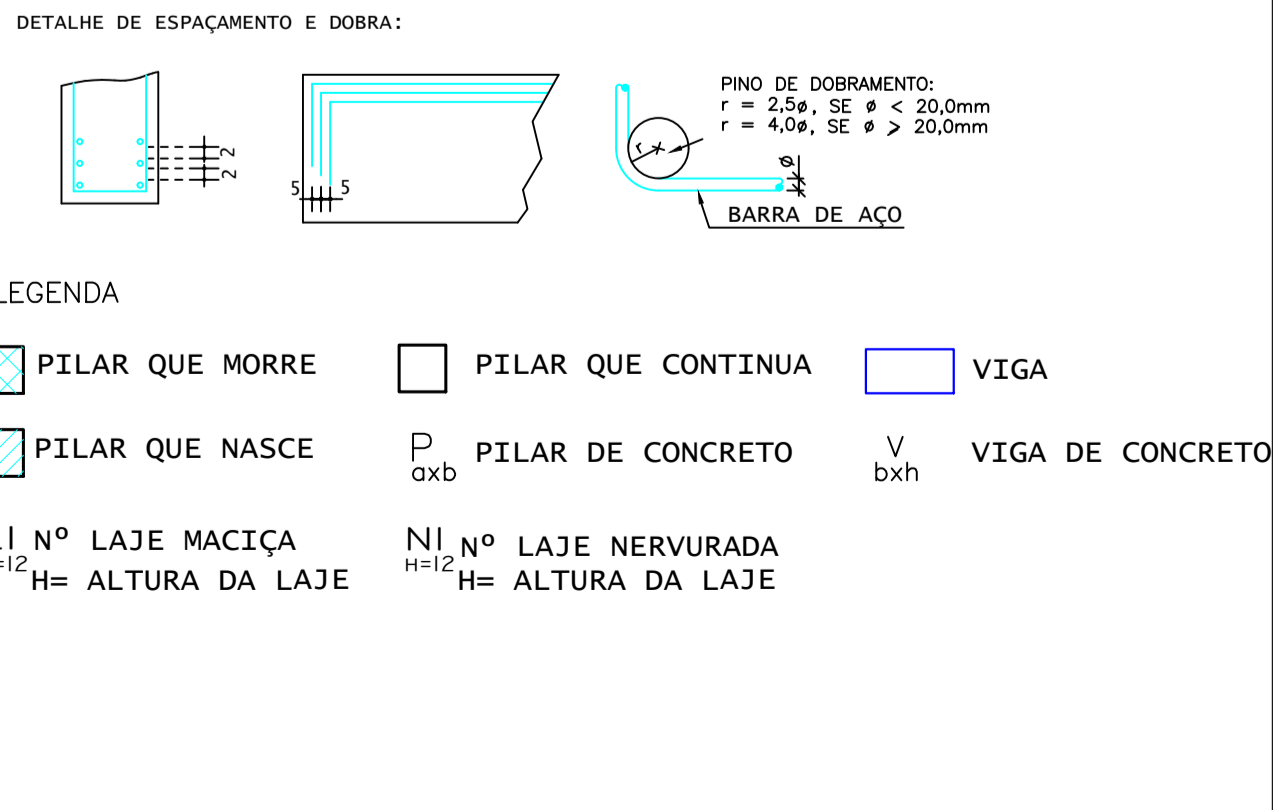 DETALHE DE ESPAÇAMENTO E DOBRA:
2
2
5 5
PINO DE DOBRAMENTO:
r = 2,5ø, SE ø < 20,0mm
r = 4,0ø, SE ø > 20,0mm
r
ø
BARRA DE AÇO
LEGENDA
PILAR QUE MORRE
PILAR QUE CONTINUA
VIGA
PILAR QUE NASCE
P
axb
PILAR DE CONCRETO
V
bxh
VIGA DE CONCRETO
Nº LAJE MACIÇA
=12
H= ALTURA DA LAJE
N1
H=12
Nº LAJE NERVURADA
H= ALTURA DA LAJE